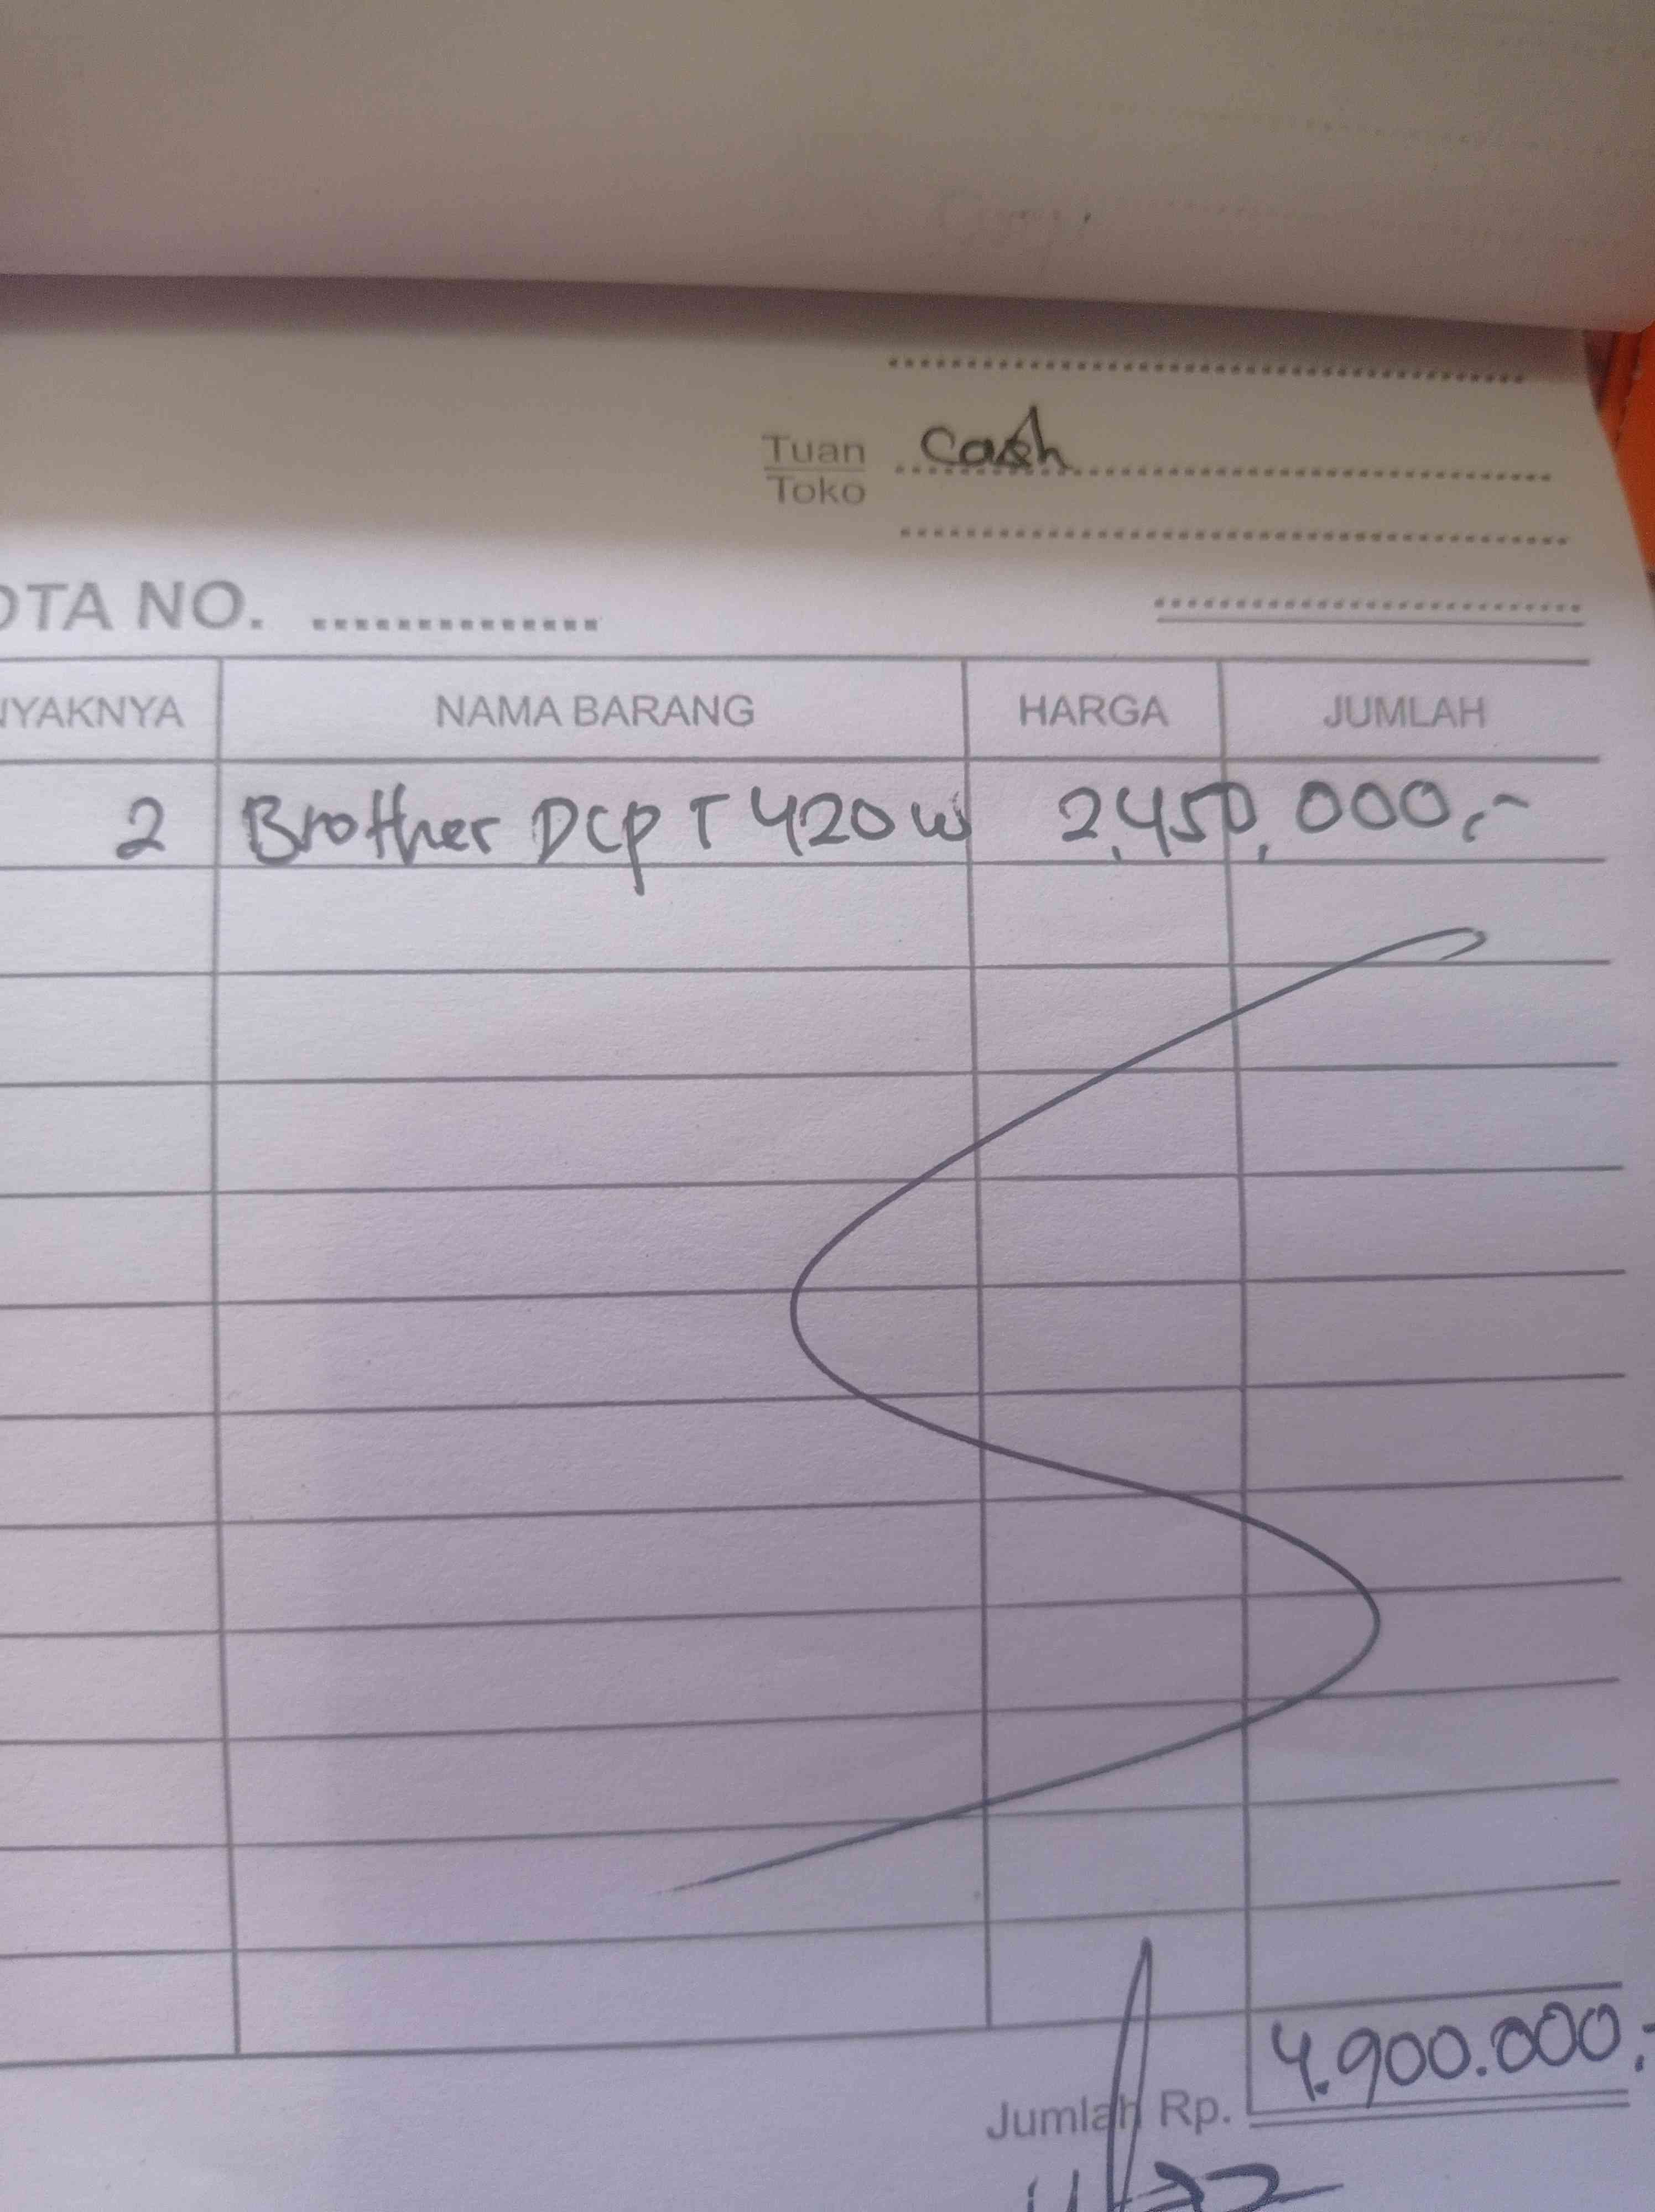 Tuan cash
Toko
OTA NO. ..............
NYAKNYA NAMA BARANG HARGA JUMLAH
2 Brother DCP T 420 W 2,450,000,-
Jumlah Rp. 4.900.000.-